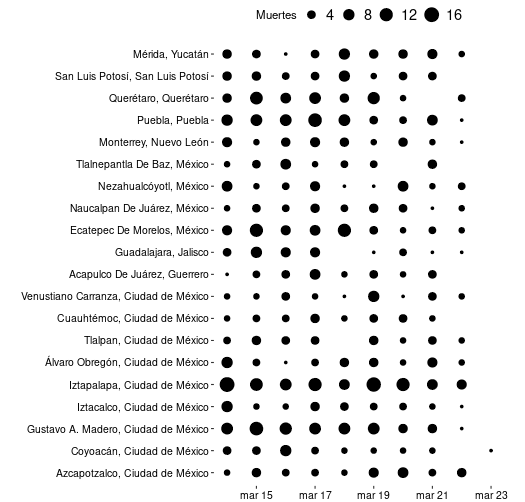 Muertes 4 8 12 16
Mérida, Yucatán
San Luis Potosí, San Luis Potosí
Querétaro, Querétaro
Puebla, Puebla
Monterrey, Nuevo León
Tlalnepantla De Baz, México
Nezahualcóyotl, México
Naucalpan De Juárez, México
Ecatepec De Morelos, México
Guadalajara, Jalisco
Acapulco De Juárez, Guerrero
Venustiano Carranza, Ciudad de México
Cuauhtémoc, Ciudad de México
Tlalpan, Ciudad de México
Álvaro Obregón, Ciudad de México
Iztapalapa, Ciudad de México
Iztacalco, Ciudad de México
Gustavo A. Madero, Ciudad de México
Coyoacán, Ciudad de México
Azcapotzalco, Ciudad de México
mar 15 mar 17 mar 19 mar 21 mar 23